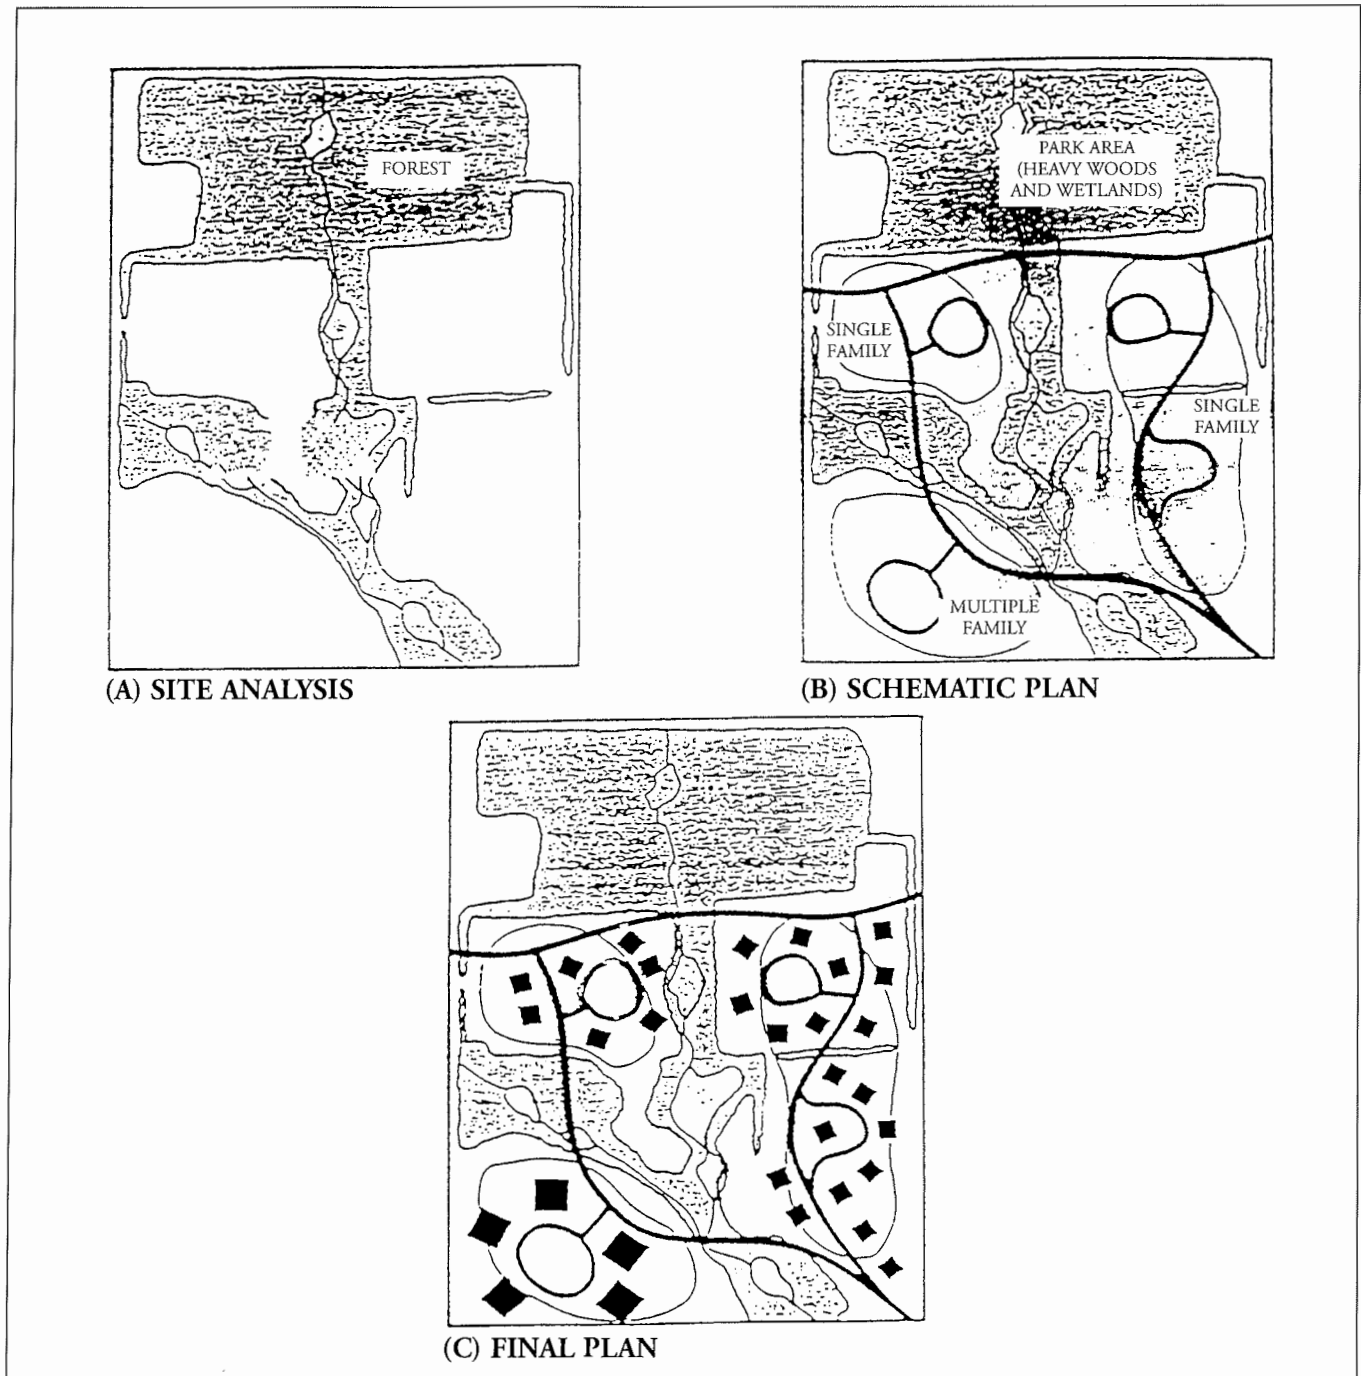 FOREST
(A) SITE ANALYSIS
PARK AREA
(HEAVY WOODS
AND WETLANDS)
SINGLE
FAMILY
SINGLE
FAMILY
MULTIPLE
FAMILY
(B) SCHEMATIC PLAN
(C) FINAL PLAN